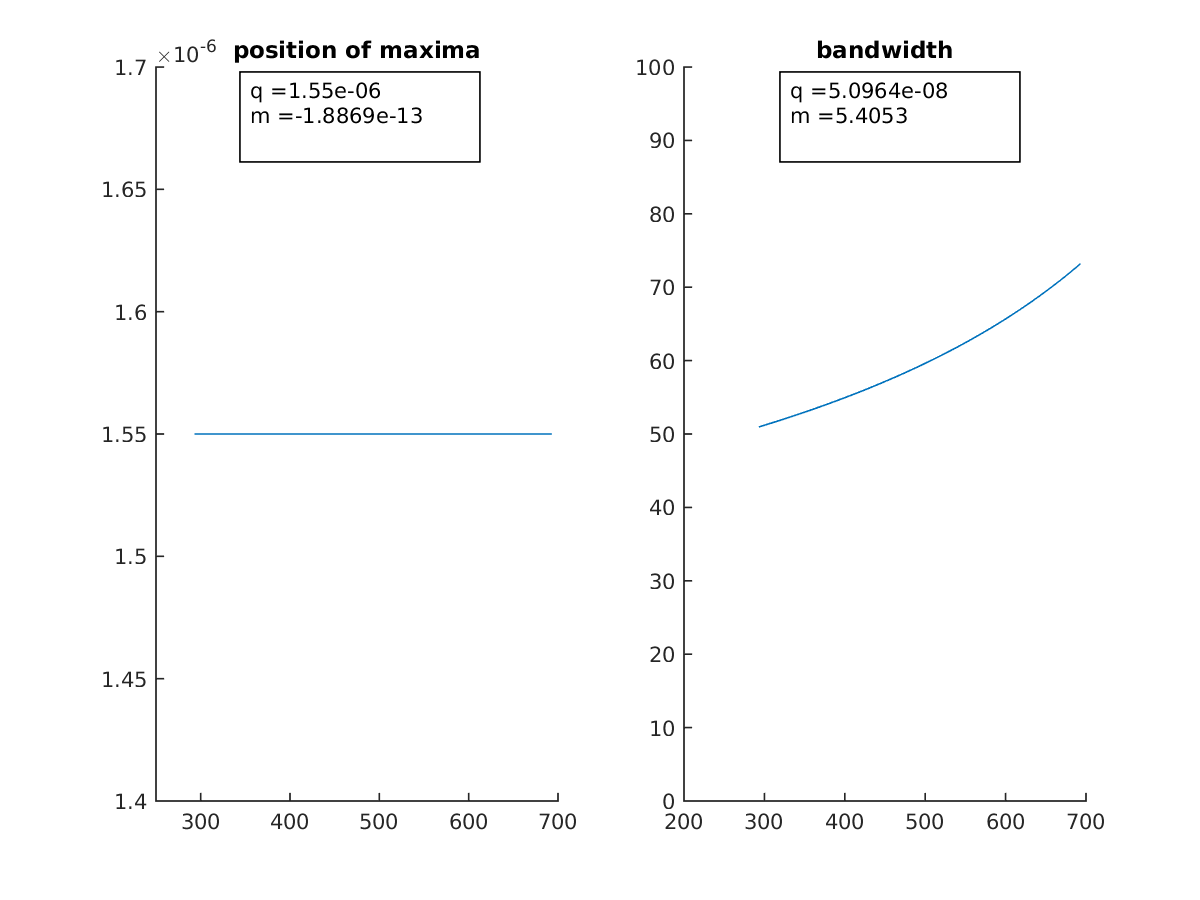 ×10-6
position of maxima
q =1.55e-06
m =-1.8869e-13
1.7
1.65
1.6
1.55
1.5
1.45
1.4
300 400 500 600 700
bandwidth
q =5.0964e-08
m =5.4053
100
90
80
70
60
50
40
30
20
10
0
200 300 400 500 600 700